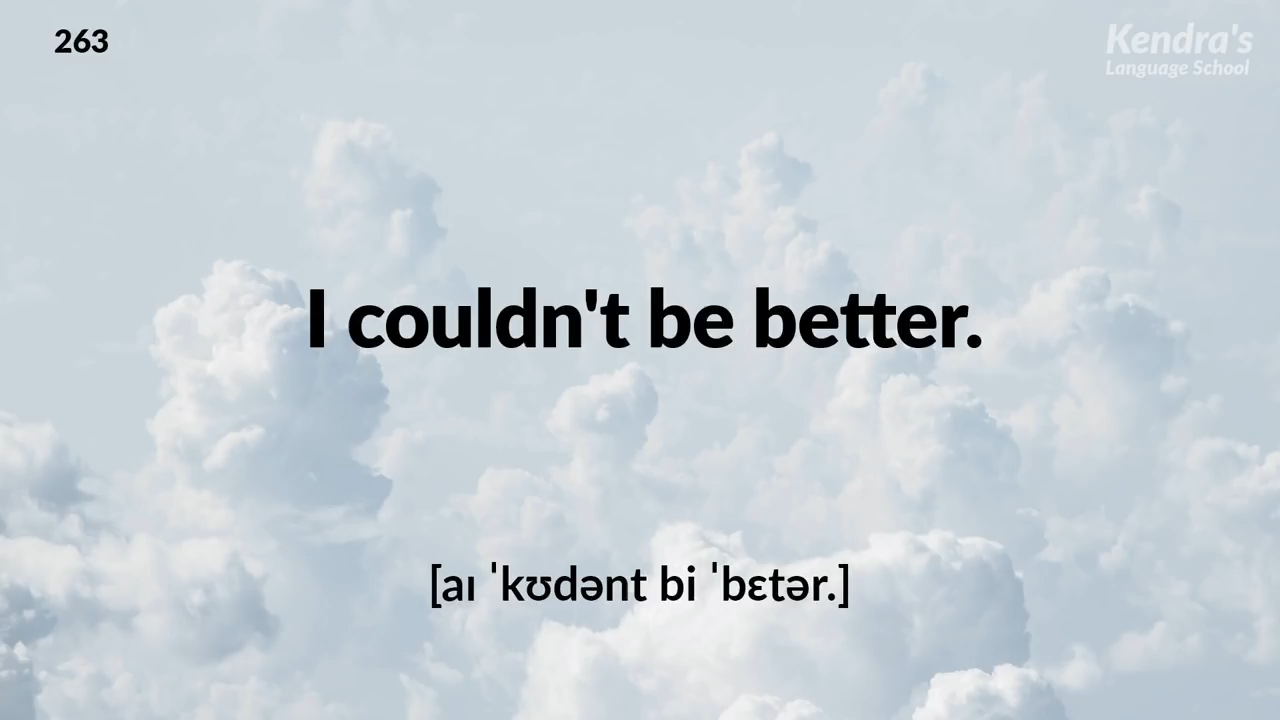 263
Kendra's
Language School
I couldn't be better.
[aɪ ˈkʊdənt bi ˈbɛtər.]